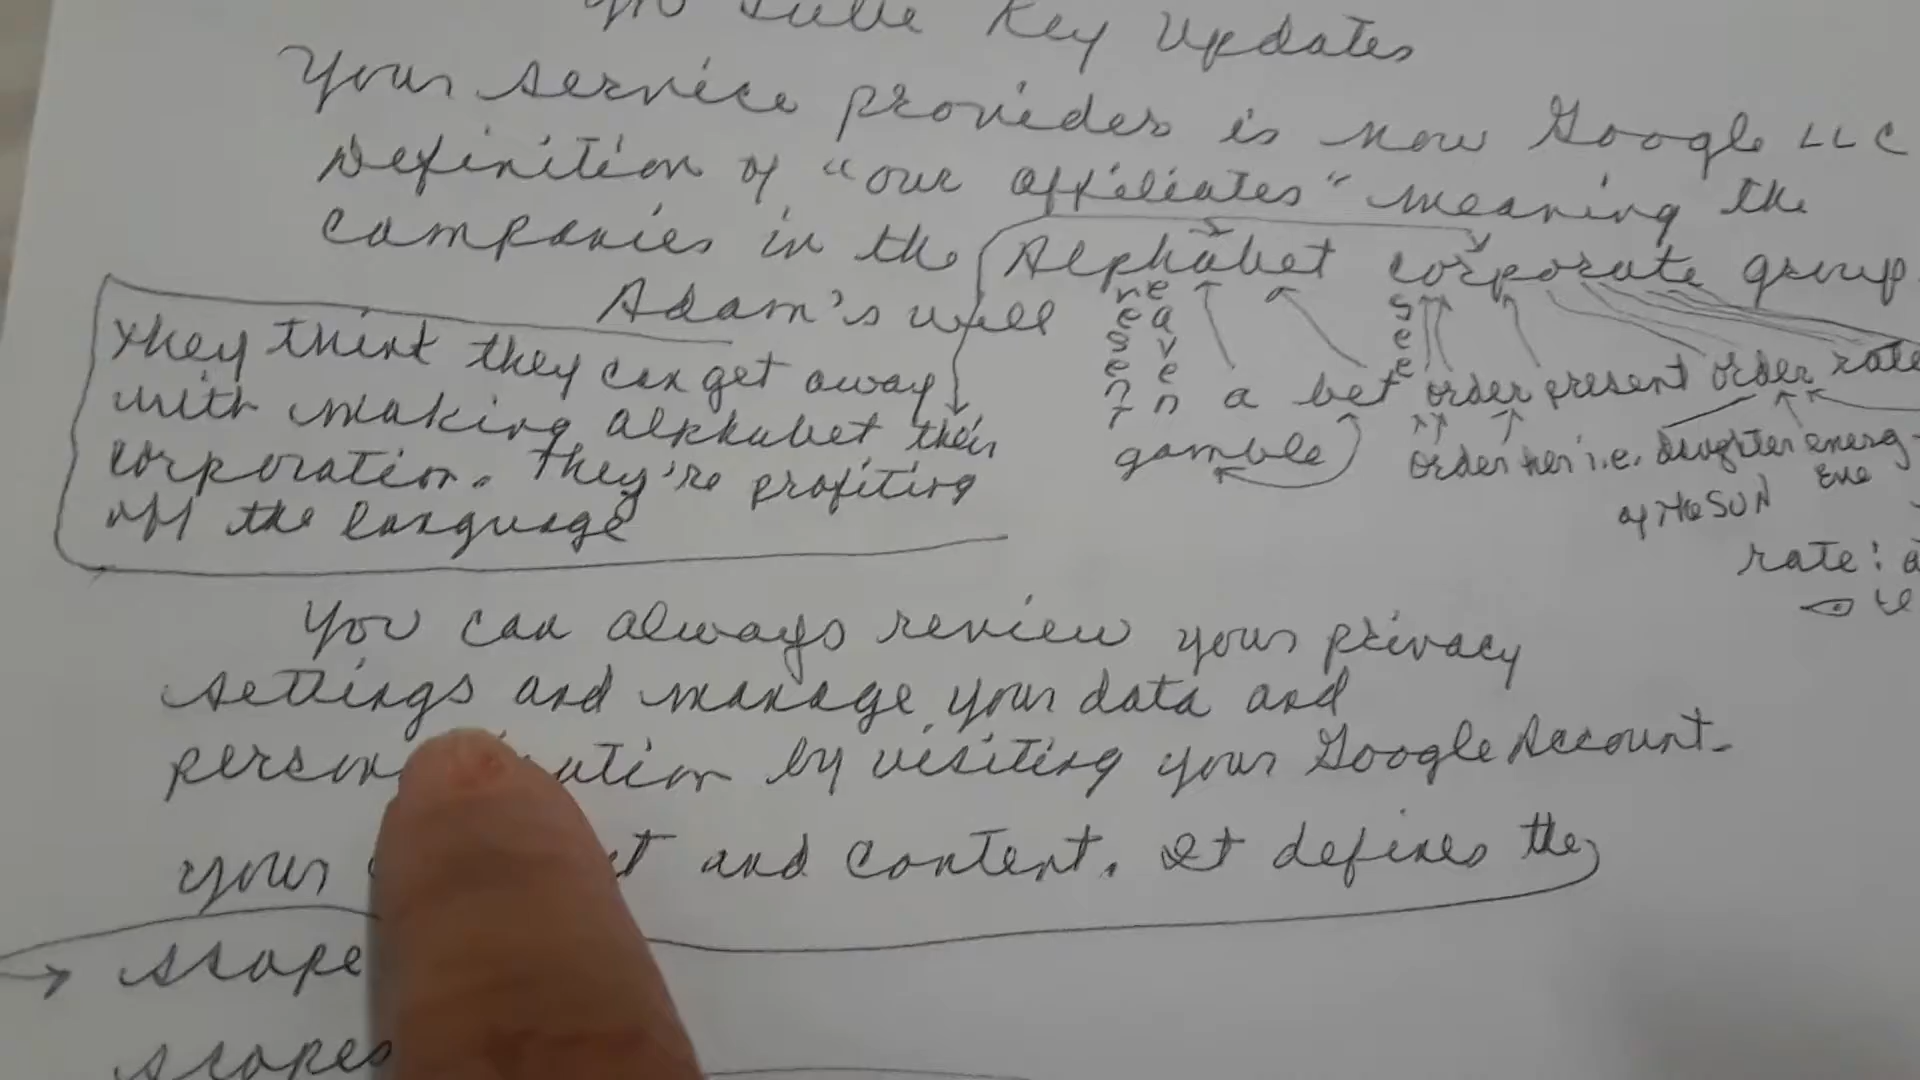 Tube Key Updates
Your service provider is now Google LLC
Definition of "our affiliates" meaning the
companies in the Alphabet corporate group.
Adam's will
They think they can get away
with making alphabet their
corporation. They're profiting
off the language
represent
heaven
see
a bet order present order rate
gamble
order her i.e. daughter energy
of the SUN
Eve
rate:
You can always review your privacy
settings and manage your data and
by visiting your Google Account.
your and content. It defines the
scope
scopes